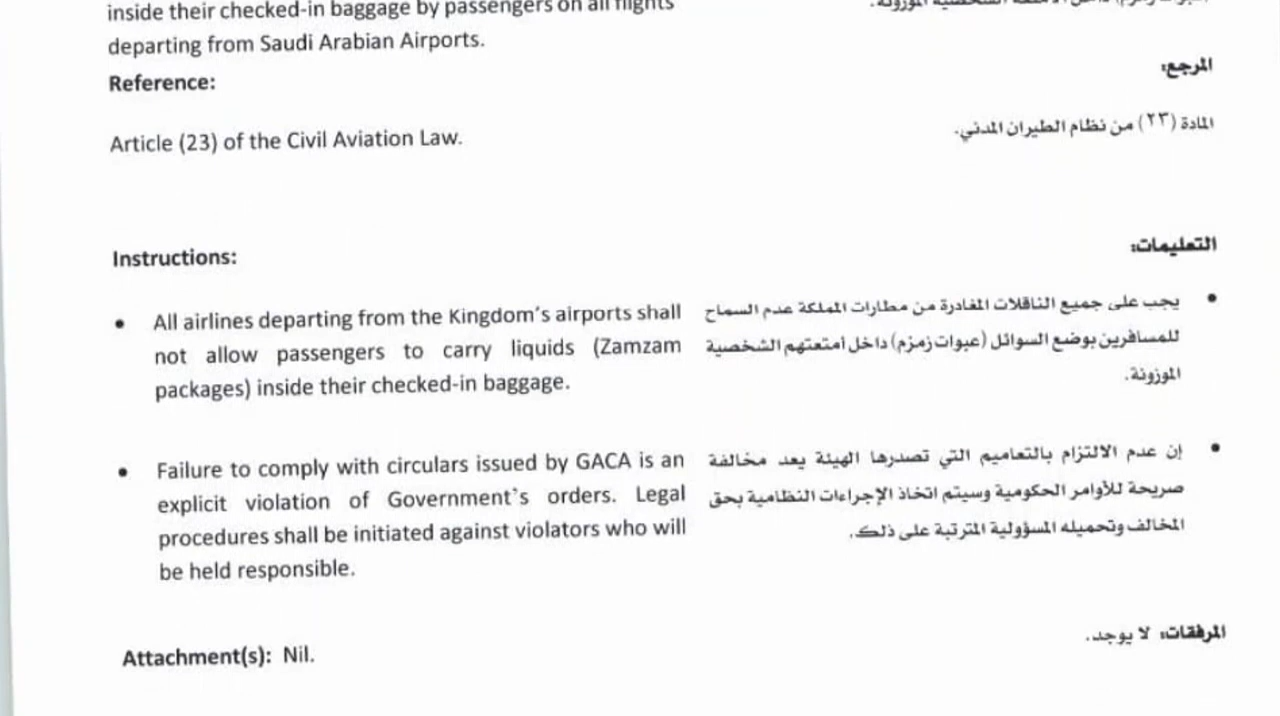 inside their checked-in baggage by passengers on all flights
departing from Saudi Arabian Airports.
Reference:
Article (23) of the Civil Aviation Law.
Instructions:
• All airlines departing from the Kingdom's airports shall
not allow passengers to carry liquids (Zamzam
packages) inside their checked-in baggage.
• Failure to comply with circulars issued by GACA is an
explicit violation of Government's orders. Legal
procedures shall be initiated against violators who will
be held responsible.
Attachment(s): Nil.
المرجع:
المادة (٢٣) من نظام الطيران المدني.
التعليمات:
• يجب على جميع الناقلات المغادرة من مطارات المملكة عدم السماح
للمسافرين بوضع السوائل (عبوات زمزم) داخل أمتعتهم الشخصية
الموزونة.
• إن عدم الالتزام بالتعاميم التي تصدرها الهيئة يعد مخالفة
صريحة للأوامر الحكومية وسيتم اتخاذ الإجراءات النظامية بحق
المخالف وتحميله المسؤولية المترتبة على ذلك.
المرفقات: لا يوجد.